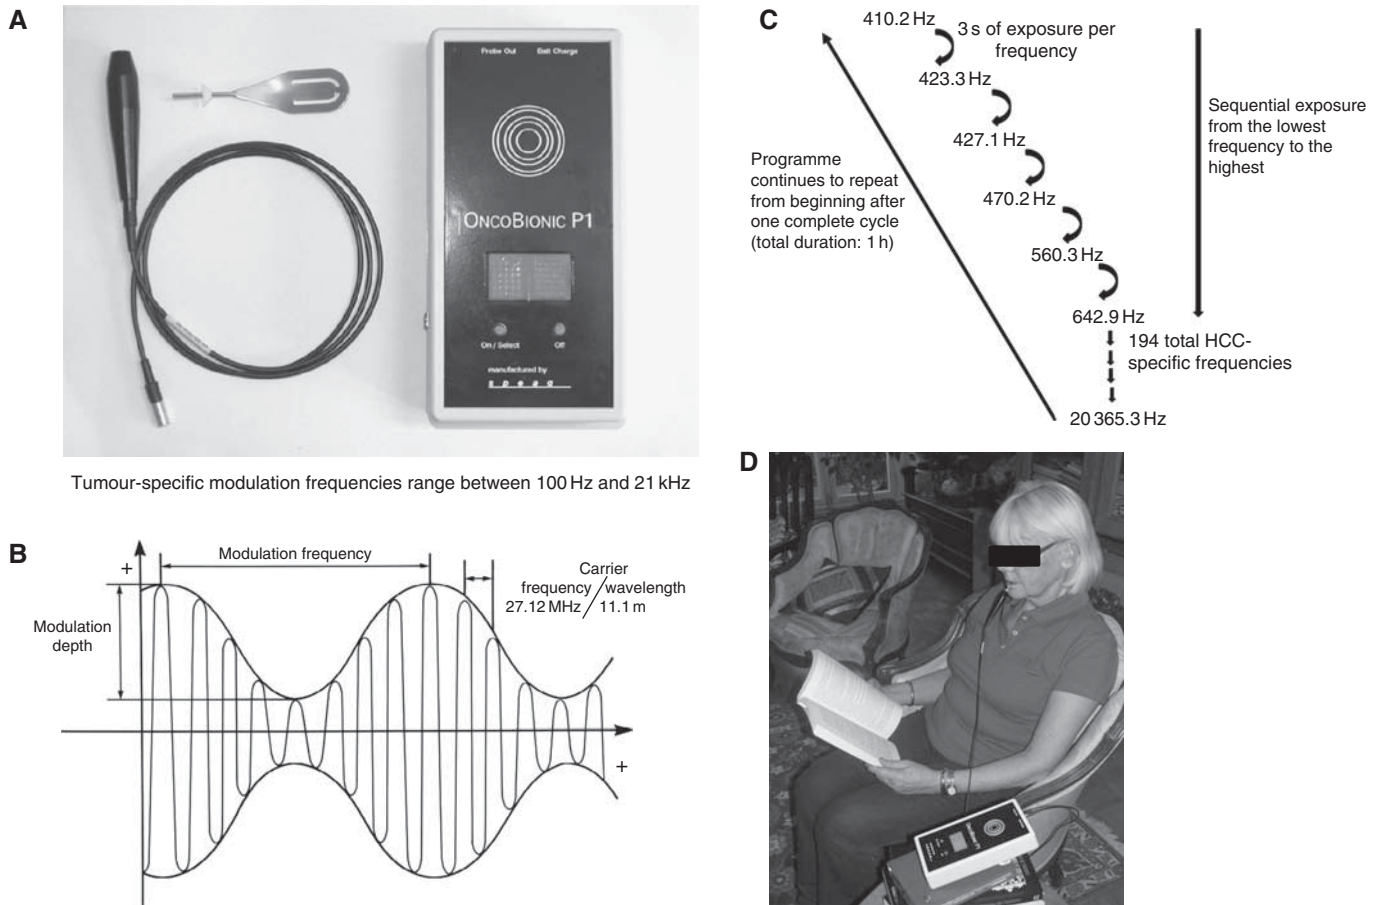 A
Probe Out Batt Charge
ONCOBIONIC P1
On / Select Off
manufactured by
s p e a g
Tumour-specific modulation frequencies range between 100 Hz and 21 kHz
B
+
Modulation frequency
Carrier
frequency / wavelength
27.12 MHz / 11.1 m
Modulation
depth
+
C
410.2 Hz
3 s of exposure per
frequency
423.3 Hz
427.1 Hz
470.2 Hz
560.3 Hz
642.9 Hz
194 total HCC-
specific frequencies
20 365.3 Hz
Programme
continues to repeat
from beginning after
one complete cycle
(total duration: 1 h)
Sequential exposure
from the lowest
frequency to the
highest
D
ONCOBIONIC P1